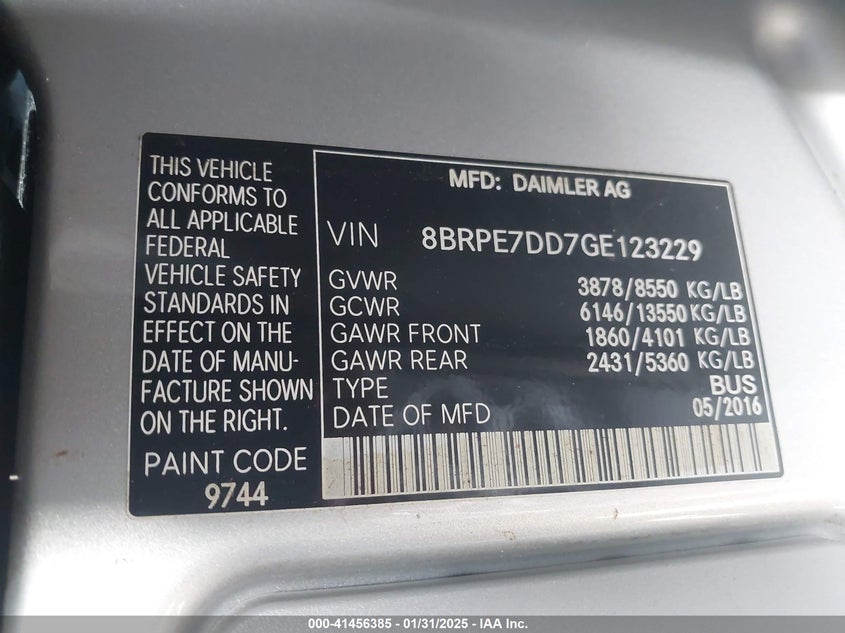 THIS VEHICLE
CONFORMS TO
ALL APPLICABLE
FEDERAL
VEHICLE SAFETY
STANDARDS IN
EFFECT ON THE
DATE OF MANU-
FACTURE SHOWN
ON THE RIGHT.
PAINT CODE
9744
MFD: DAIMLER AG
VIN 8BRPE7DD7GE123229
GVWR 3878/8550 KG/LB
GCWR 6146/13550 KG/LB
GAWR FRONT 1860/4101 KG/LB
GAWR REAR 2431/5360 KG/LB
TYPE BUS
DATE OF MFD 05/2016
000-41456385 - 01/31/2025 - IAA Inc.